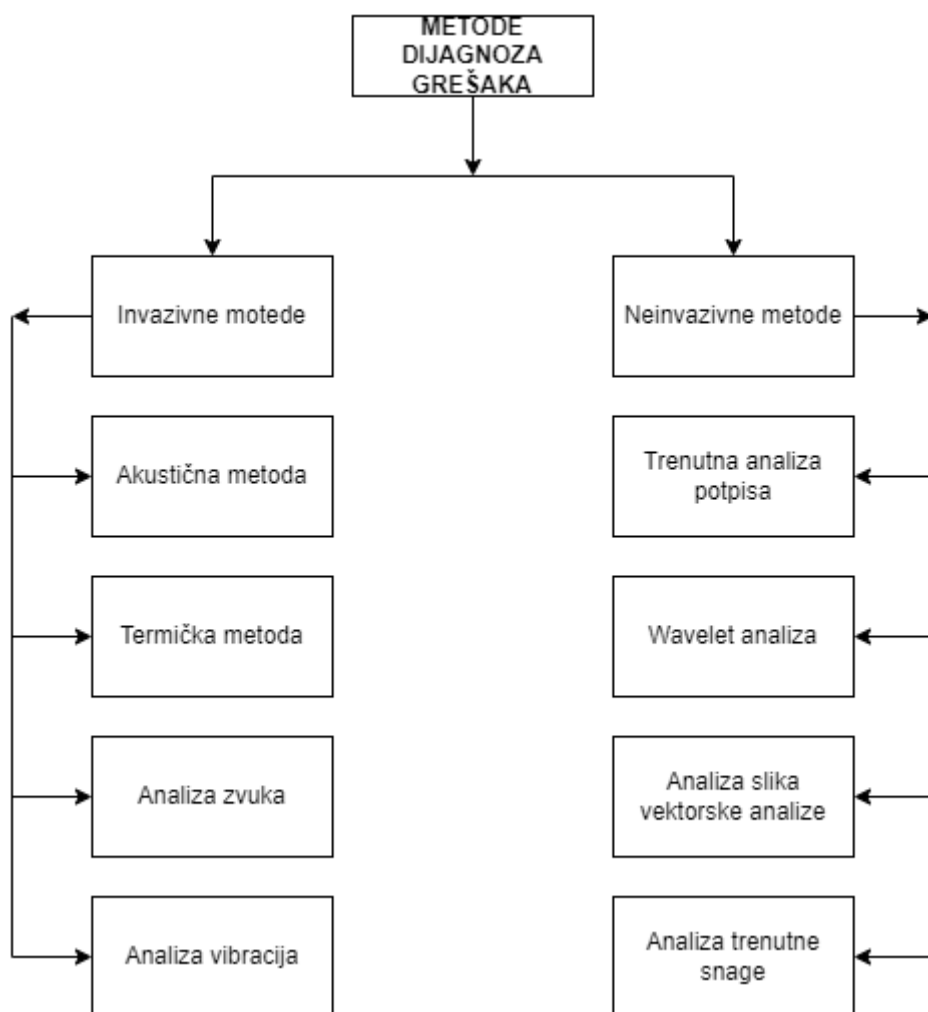 METODE
DIJAGNOZA
GREŠAKA
Invazivne motede
Neinvazivne metode
Akustična metoda
Trenutna analiza
potpisa
Termička metoda
Wavelet analiza
Analiza zvuka
Analiza slika
vektorske analize
Analiza vibracija
Analiza trenutne
snage